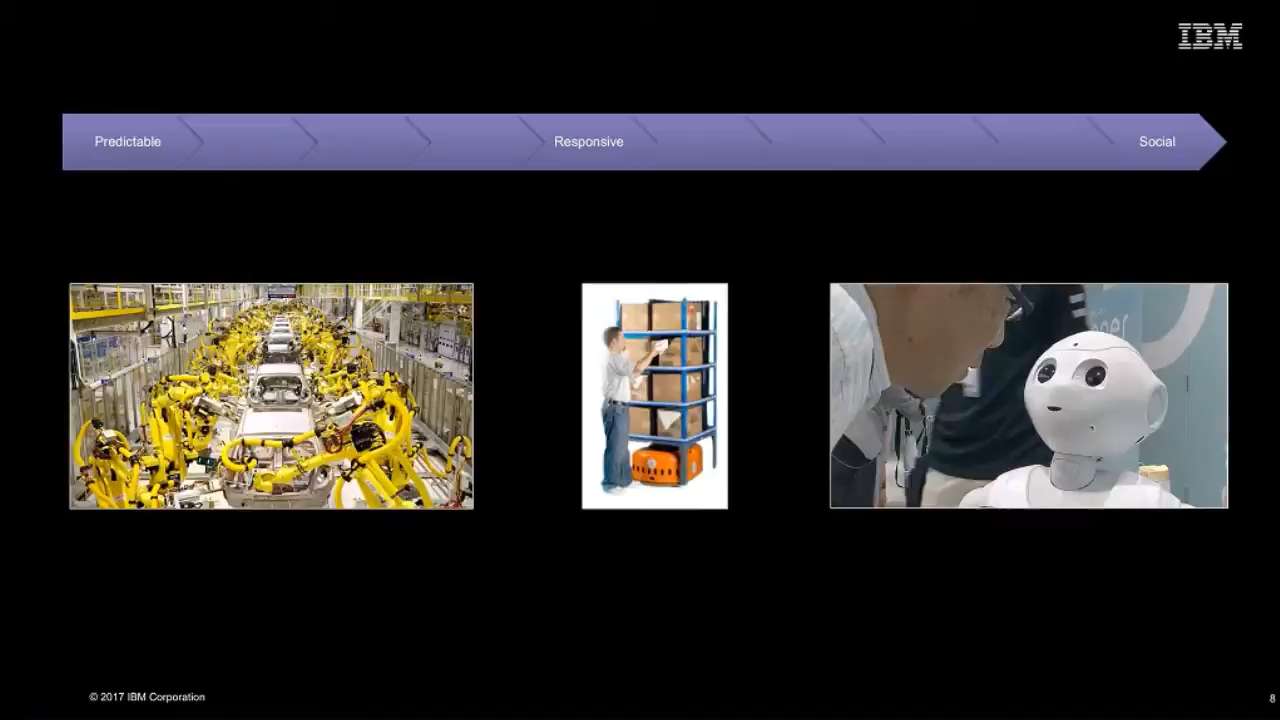 IBM
Predictable
Responsive
Social
© 2017 IBM Corporation
8